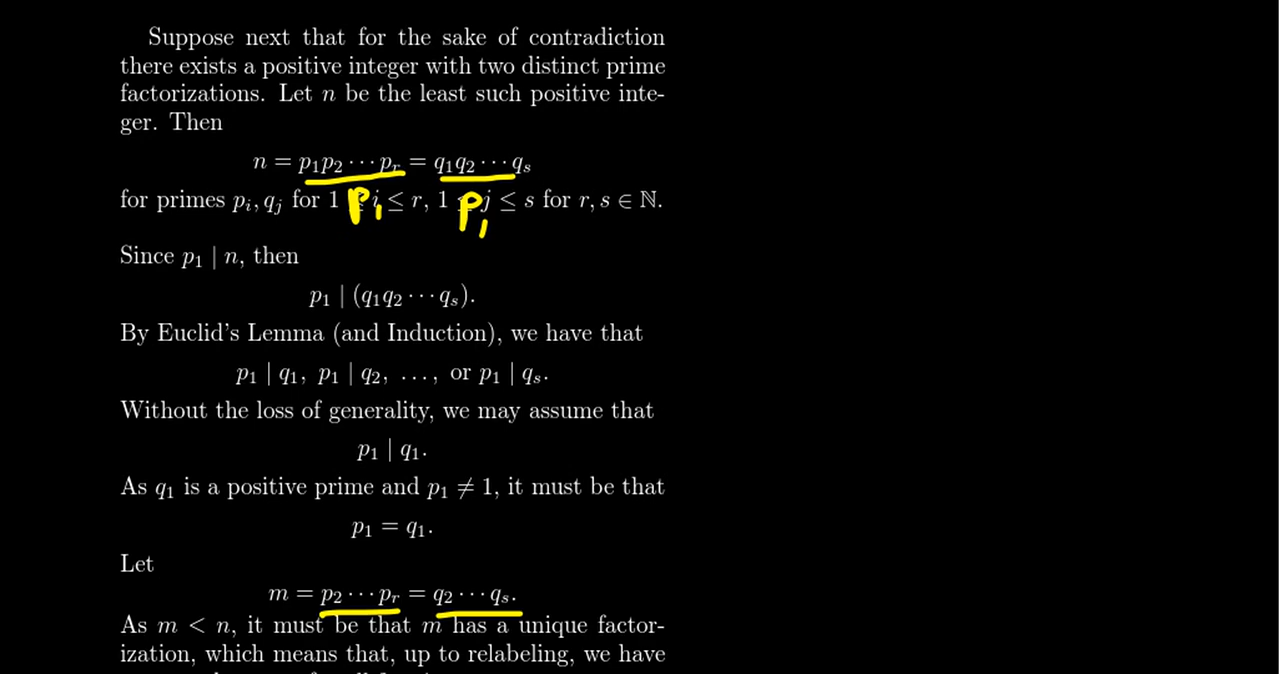 Suppose next that for the sake of contradiction
there exists a positive integer with two distinct prime
factorizations. Let n be the least such positive inte-
ger. Then
n = p₁p₂ ··· pᵣ = q₁q₂ ··· qₛ
for primes pᵢ, qⱼ for 1 p₁ i ≤ r, 1 p₁ j ≤ s for r, s ∈ ℕ.
Since p₁ | n, then
p₁ | (q₁q₂ ··· qₛ).
By Euclid's Lemma (and Induction), we have that
p₁ | q₁, p₁ | q₂, ..., or p₁ | qₛ.
Without the loss of generality, we may assume that
p₁ | q₁.
As q₁ is a positive prime and p₁ ≠ 1, it must be that
p₁ = q₁.
Let
m = p₂ ··· pᵣ = q₂ ··· qₛ.
As m < n, it must be that m has a unique factor-
ization, which means that, up to relabeling, we have